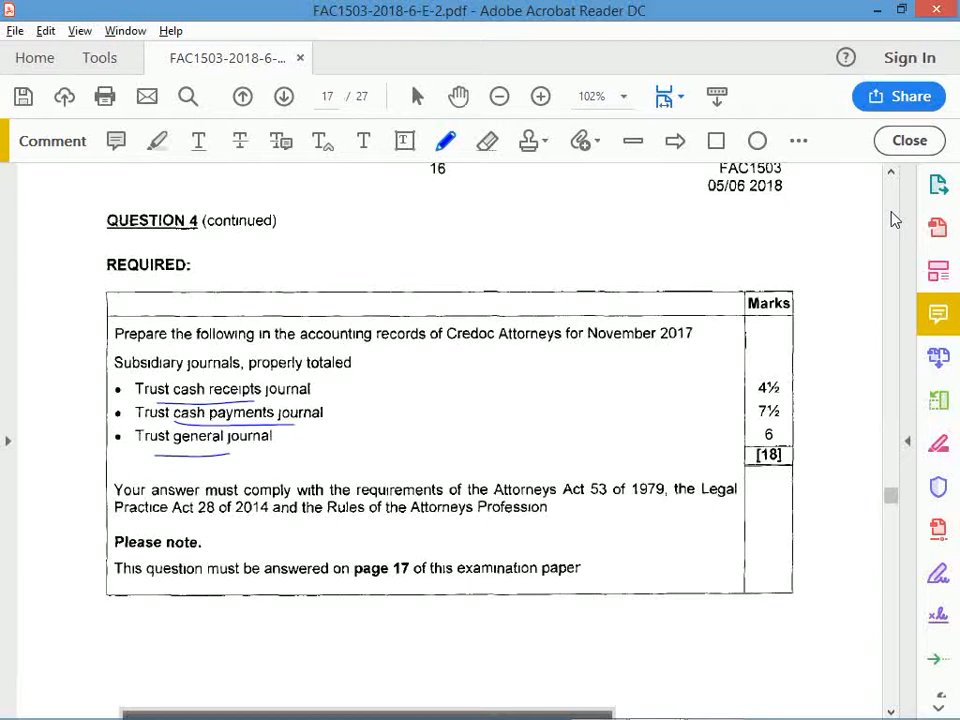 FAC1503-2018-6-E-2.pdf - Adobe Acrobat Reader DC
File Edit View Window Help
Home Tools FAC1503-2018-6-... ×
Sign In
17 / 27
102%
Share
Comment
Close
16
FAC1503
05/06 2018
QUESTION 4 (continued)
REQUIRED:
Marks
Prepare the following in the accounting records of Credoc Attorneys for November 2017
Subsidiary journals, properly totaled
• Trust cash receipts journal 4½
• Trust cash payments journal 7½
• Trust general journal 6
[18]
Your answer must comply with the requirements of the Attorneys Act 53 of 1979, the Legal
Practice Act 28 of 2014 and the Rules of the Attorneys Profession
Please note.
This question must be answered on page 17 of this examination paper